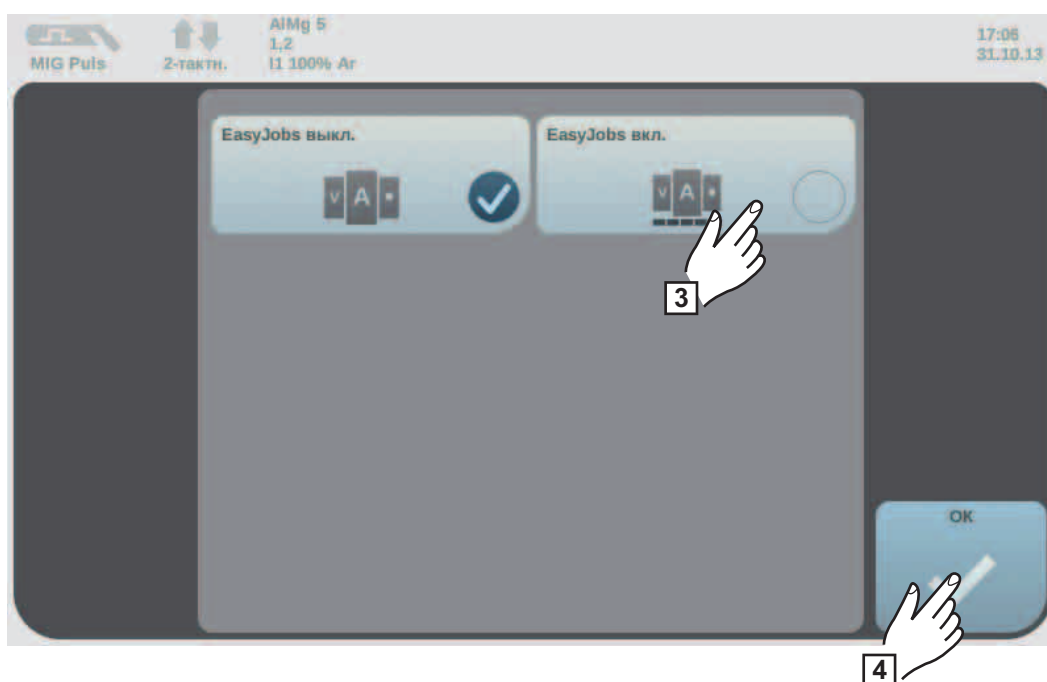 MIG Puls
2-тактн.
AlMg 5
1,2
I1 100% Ar
17:06
31.10.13
EasyJobs выкл.
V A
EasyJobs вкл.
V A
3
OK
4